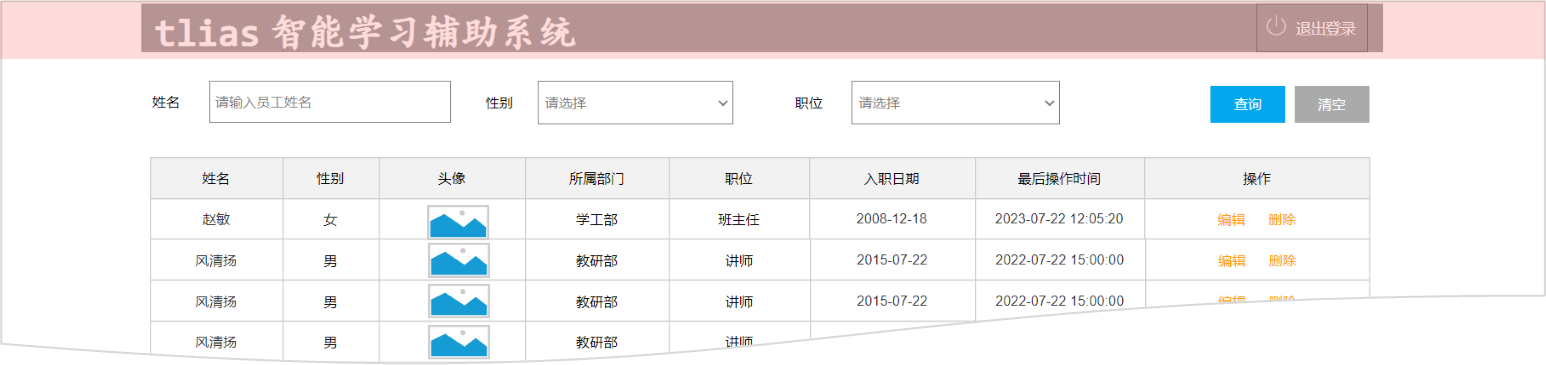 tlias 智能学习辅助系统 退出登录
姓名 请输入员工姓名 性别 请选择 职位 请选择 查询 清空
姓名 性别 头像 所属部门 职位 入职日期 最后操作时间 操作
赵敏 女 学工部 班主任 2008-12-18 2023-07-22 12:05:20 编辑 删除
风清扬 男 教研部 讲师 2015-07-22 2022-07-22 15:00:00 编辑 删除
风清扬 男 教研部 讲师 2015-07-22 2022-07-22 15:00:00 编辑 删除
风清扬 男 教研部 讲师